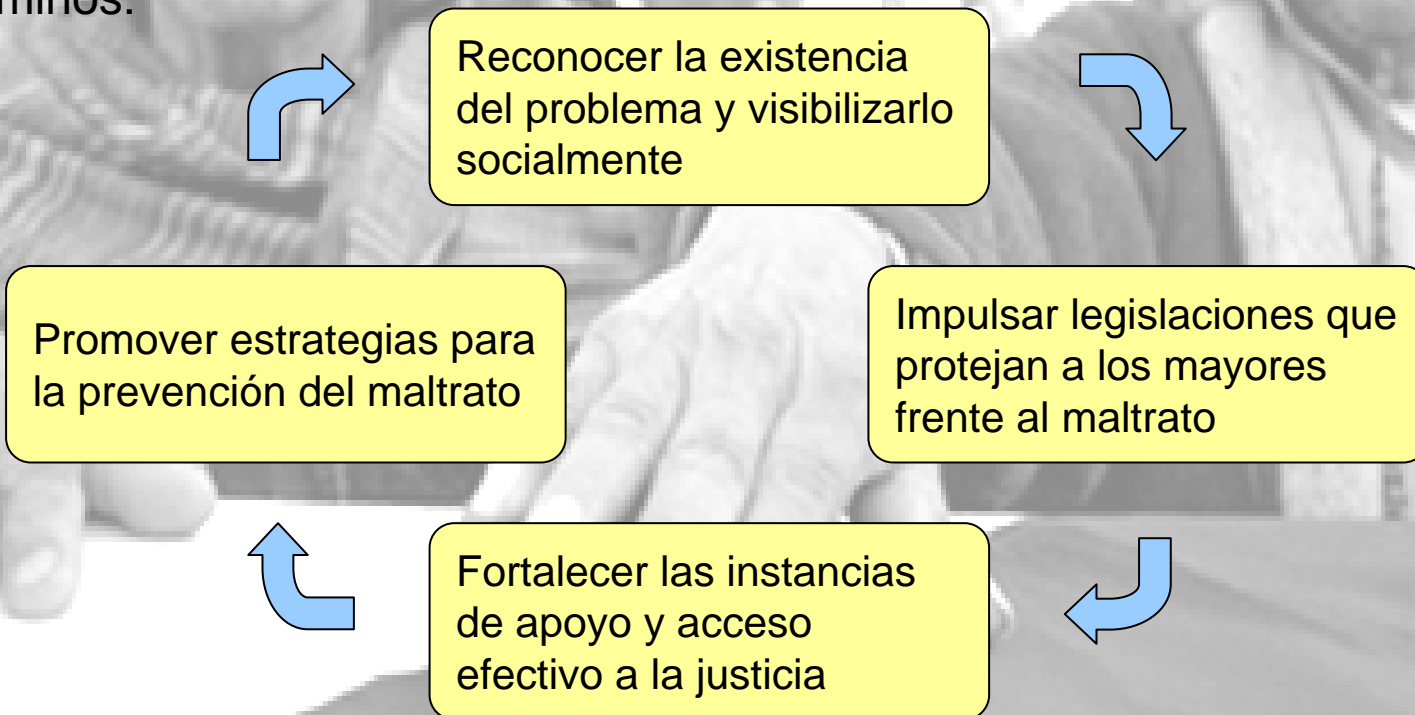 Reconocer la existencia
del problema y visibilizarlo
socialmente
Impulsar legislaciones que
protejan a los mayores
frente al maltrato
Fortalecer las instancias
de apoyo y acceso
efectivo a la justicia
Promover estrategias para
la prevención del maltrato